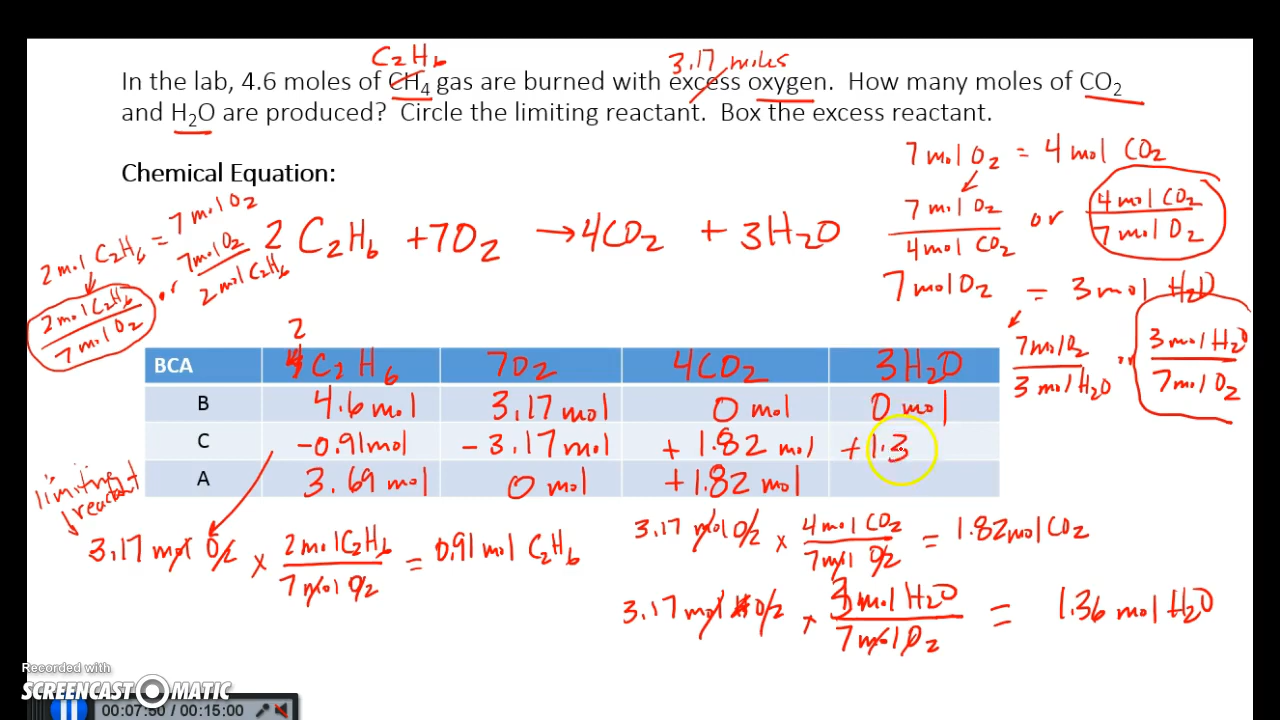 C2H6
3.17 moles
In the lab, 4.6 moles of CH4 gas are burned with excess oxygen. How many moles of CO2
and H2O are produced? Circle the limiting reactant. Box the excess reactant.
Chemical Equation:
7 mol O2 = 4 mol CO2
7 mol O2 / 4 mol CO2 or 4 mol CO2 / 7 mol O2
2 mol C2H6 = 7 mol O2
2 mol C2H6 / 7 mol O2 or 7 mol O2 / 2 mol C2H6
2 C2H6 + 7O2 → 4CO2 + 3H2O
7 mol O2 = 3 mol H2O
7 mol O2 / 3 mol H2O or 3 mol H2O / 7 mol O2
2
BCA C2H6 7O2 4CO2 3H2O
B 4.6 mol 3.17 mol 0 mol 0 mol
C -0.91 mol - 3.17 mol + 1.82 mol +1.3
A 3.69 mol 0 mol +1.82 mol
limiting reactant
3.17 mol O2 x 2 mol C2H6 / 7 mol O2 = 0.91 mol C2H6
3.17 mol O2 x 4 mol CO2 / 7 mol O2 = 1.82 mol CO2
3.17 mol O2 x 3 mol H2O / 7 mol O2 = 1.36 mol H2O
Recorded with
SCREENCAST-O-MATIC
00:07:50 / 00:15:00